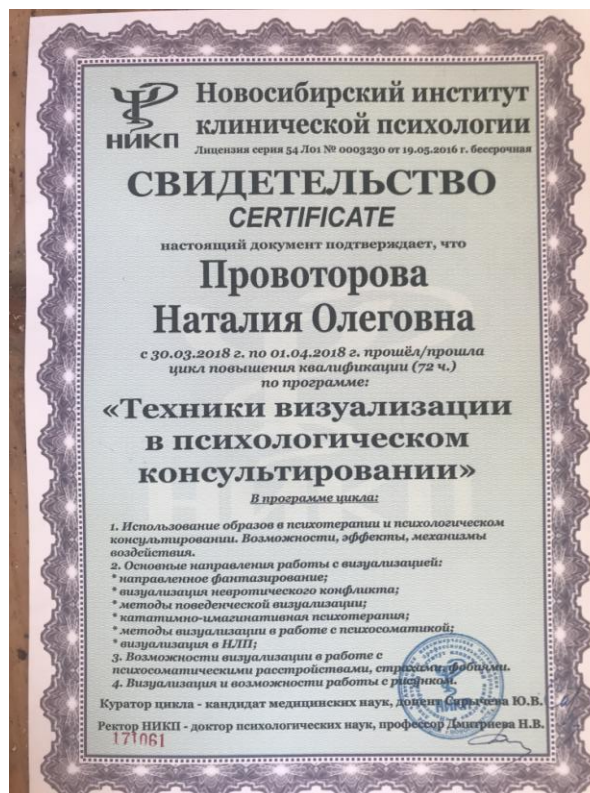 НИКП
Новосибирский институт
клинической психологии
Лицензия серия 54 Л01 № 0003230 от 19.05.2016 г. бессрочная
СВИДЕТЕЛЬСТВО
CERTIFICATE
настоящий документ подтверждает, что
Провоторова
Наталия Олеговна
с 30.03.2018 г. по 01.04.2018 г. прошёл/прошла
цикл повышения квалификации (72 ч.)
по программе:
«Техники визуализации
в психологическом
консультировании»
В программе цикла:
1. Использование образов в психотерапии и психологическом
консультировании. Возможности, эффекты, механизмы
воздействия.
2. Основные направления работы с визуализацией:
* направленное фантазирование;
* визуализация невротического конфликта;
* методы поведенческой визуализации;
* кататимно-имагинативная психотерапия;
* методы визуализации в работе с психосоматикой;
* визуализация в НЛП;
3. Возможности визуализации в работе с
психосоматическими расстройствами, страхами, фобиями.
4. Визуализация и возможности работы с рисунком.
Куратор цикла - кандидат медицинских наук, доцент Сарычева Ю.В.
Ректор НИКП - доктор психологических наук, профессор Дмитриева Н.В.
171061